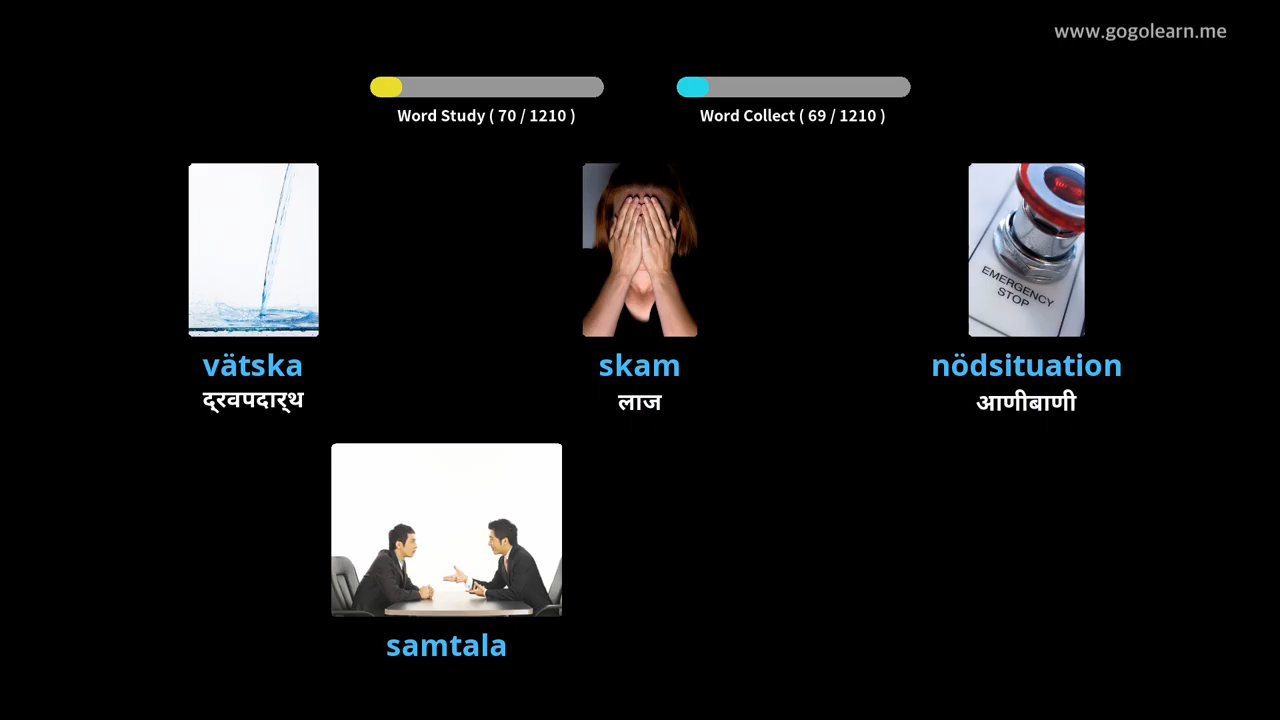 www.gogolearn.me
Word Study ( 70 / 1210 )
Word Collect ( 69 / 1210 )
EMERGENCY
STOP
vätska
skam
nödsituation
द्रवपदार्थ
लाज
आणीबाणी
samtala